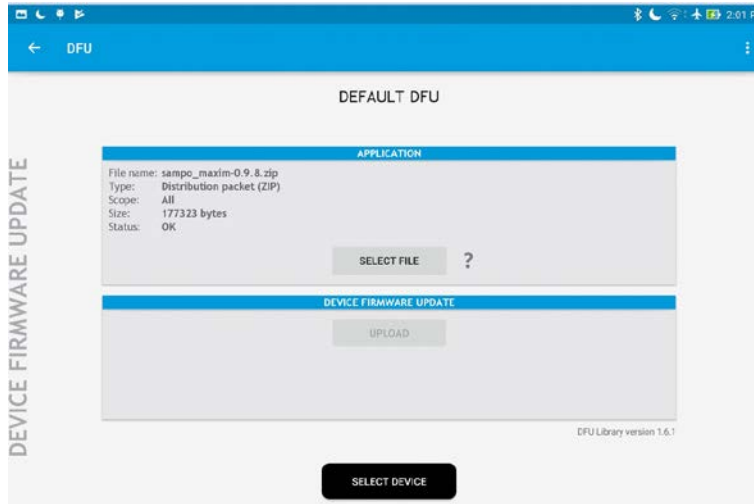 2:01 P
DFU
DEFAULT DFU
APPLICATION
File name: sampo_maxim-0.9.8.zip
Type: Distribution packet (ZIP)
Scope: All
Size: 177323 bytes
Status: OK
SELECT FILE ?
DEVICE FIRMWARE UPDATE
UPLOAD
DFU Library version 1.6.1
SELECT DEVICE
DEVICE FIRMWARE UPDATE